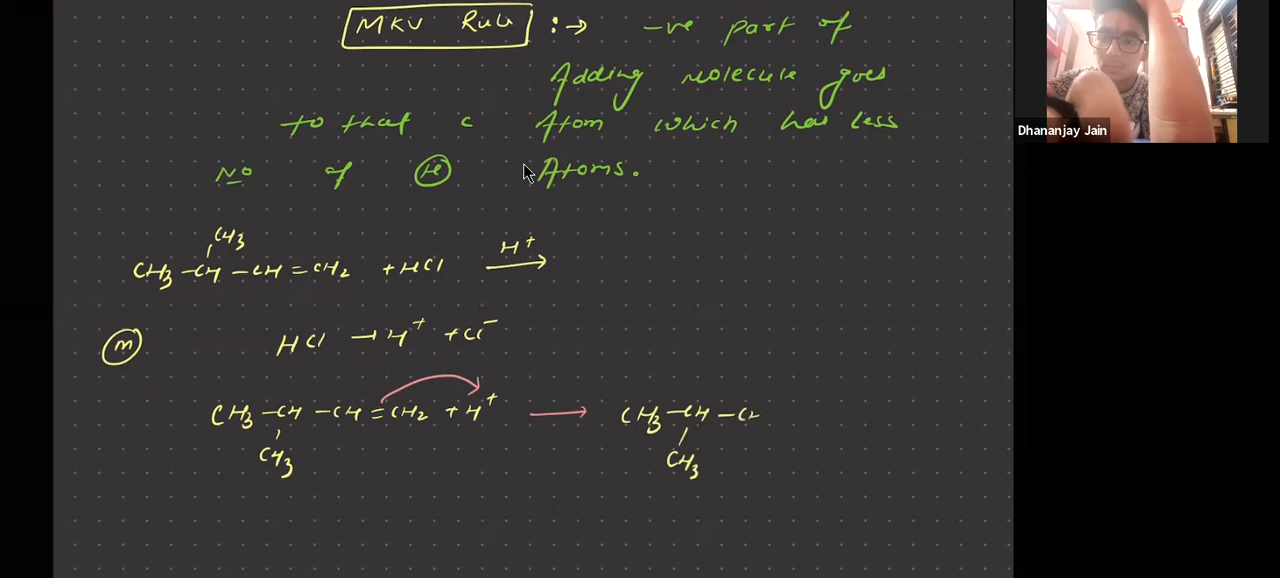 MKV Rule :→ -ve part of
Adding molecule goes
to that C Atom which has less
No of H Atoms.
Dhananjay Jain
CH3
CH3-CH-CH=CH2 +HCl H+
M HCl → H+ +Cl-
CH3-CH-CH=CH2 +H+ → CH3-CH-C
CH3 CH3